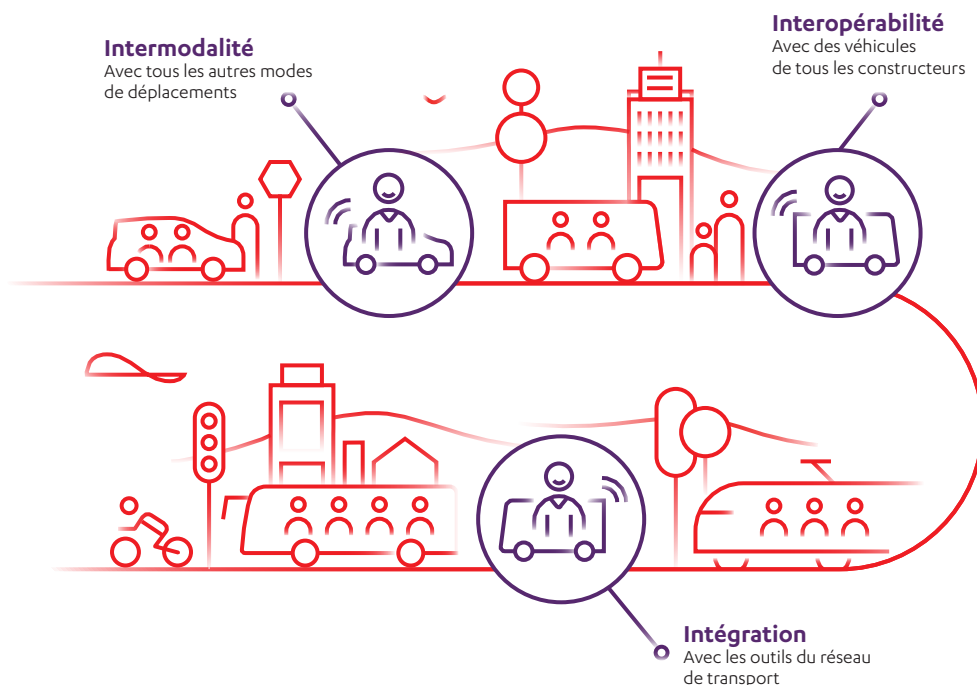 Intermodalité
Avec tous les autres modes
de déplacements
Interopérabilité
Avec des véhicules
de tous les constructeurs
Intégration
Avec les outils du réseau
de transport